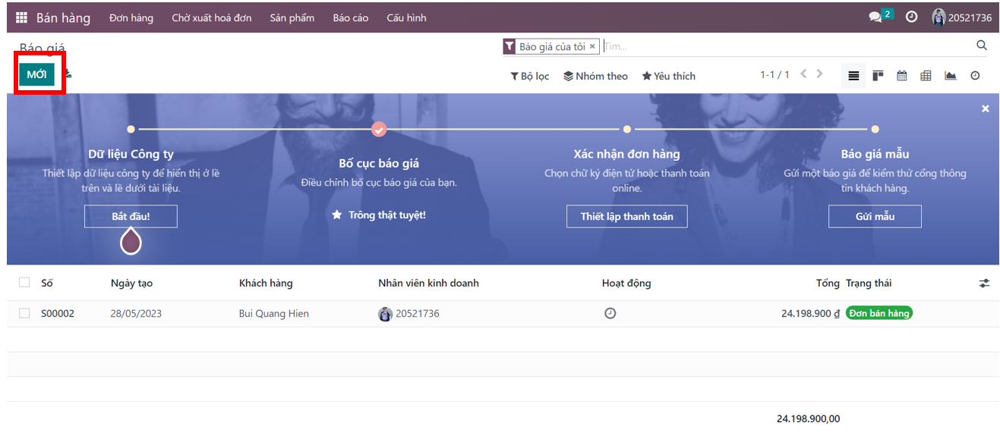 Bán hàng Đơn hàng Chờ xuất hoá đơn Sản phẩm Báo cáo Cấu hình 2 20521736
Báo giá Báo giá của tôi × Tìm...
MỚI Bộ lọc Nhóm theo Yêu thích 1-1 / 1
Dữ liệu Công ty
Thiết lập dữ liệu công ty để hiển thị ở lề
trên và lề dưới tài liệu.
Bắt đầu!
Bố cục báo giá
Điều chỉnh bố cục báo giá của bạn.
Trông thật tuyệt!
Xác nhận đơn hàng
Chọn chữ ký điện tử hoặc thanh toán
online.
Thiết lập thanh toán
Báo giá mẫu
Gửi một báo giá để kiểm thử cổng thông
tin khách hàng.
Gửi mẫu
Số Ngày tạo Khách hàng Nhân viên kinh doanh Hoạt động Tổng Trạng thái
S00002 28/05/2023 Bui Quang Hien 20521736 24.198.900 ₫ Đơn bán hàng
24.198.900,00